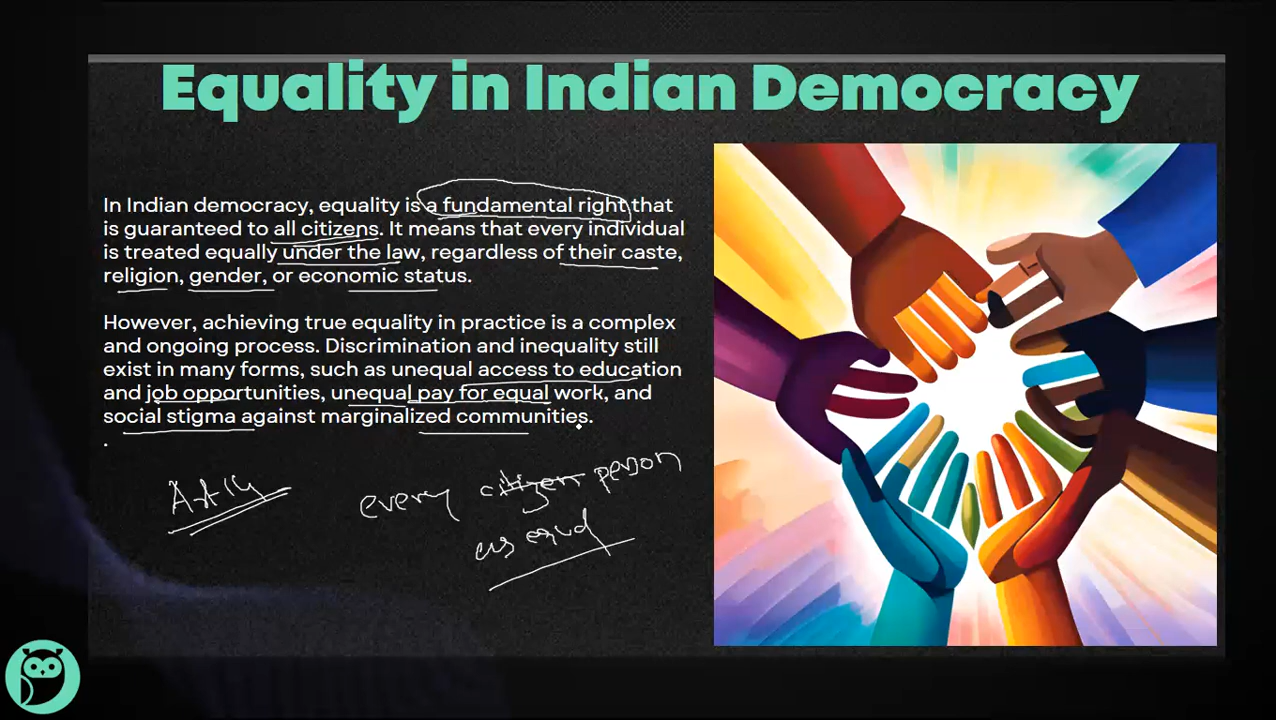 Equality in Indian Democracy
In Indian democracy, equality is a fundamental right that
is guaranteed to all citizens. It means that every individual
is treated equally under the law, regardless of their caste,
religion, gender, or economic status.
However, achieving true equality in practice is a complex
and ongoing process. Discrimination and inequality still
exist in many forms, such as unequal access to education
and job opportunities, unequal pay for equal work, and
social stigma against marginalized communities.
.
every citizen person
as equal